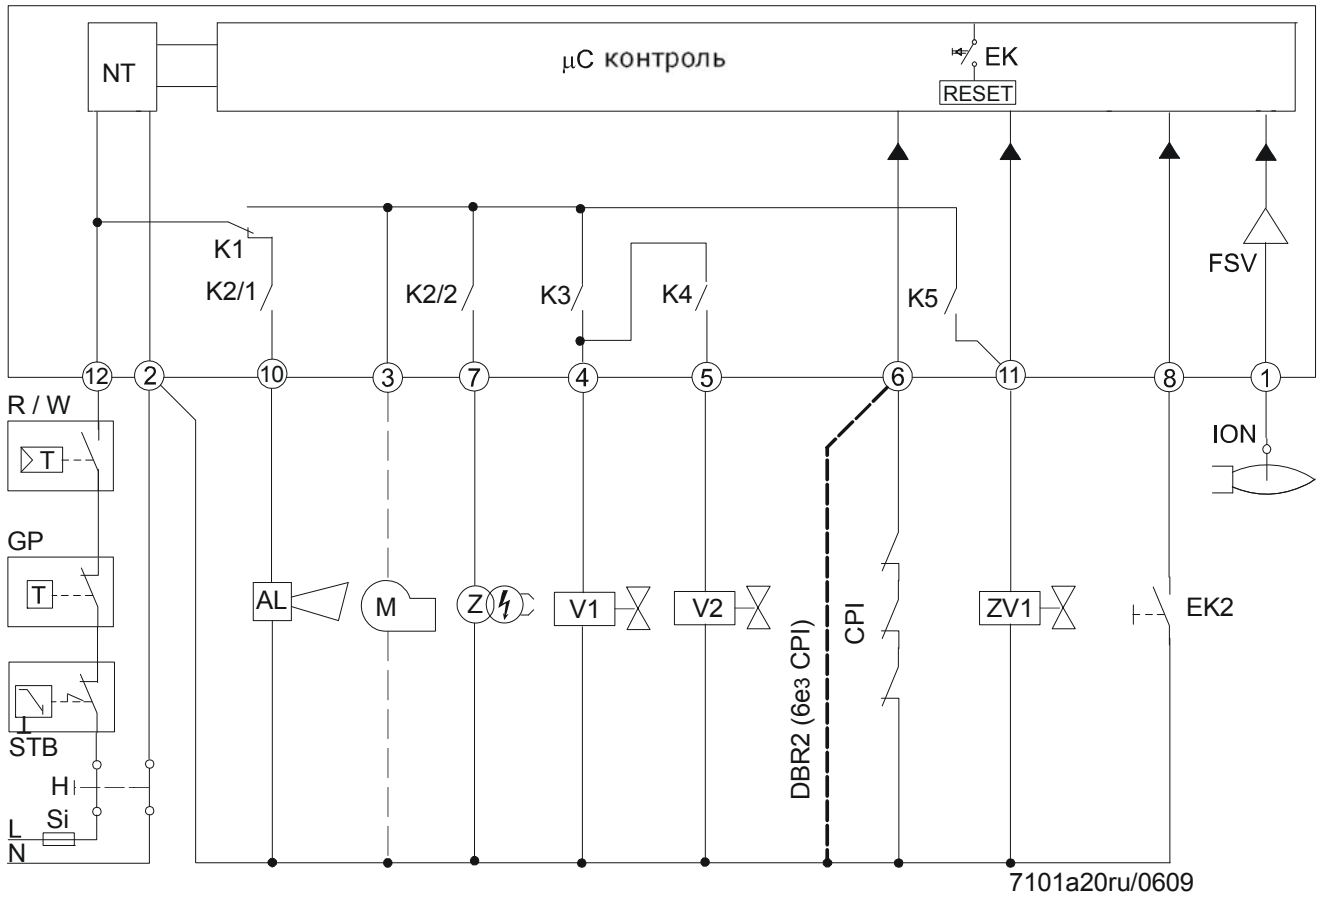 NT
µC контроль
EK
RESET
K1
K2/1
K2/2
K3
K4
K5
FSV
12
2
10
3
7
4
5
6
11
8
1
R / W
T
ION
GP
T
AL
M
Z
V1
V2
DBR2 (без CPI)
CPI
ZV1
EK2
STB
H
Si
L
N
7101a20ru/0609